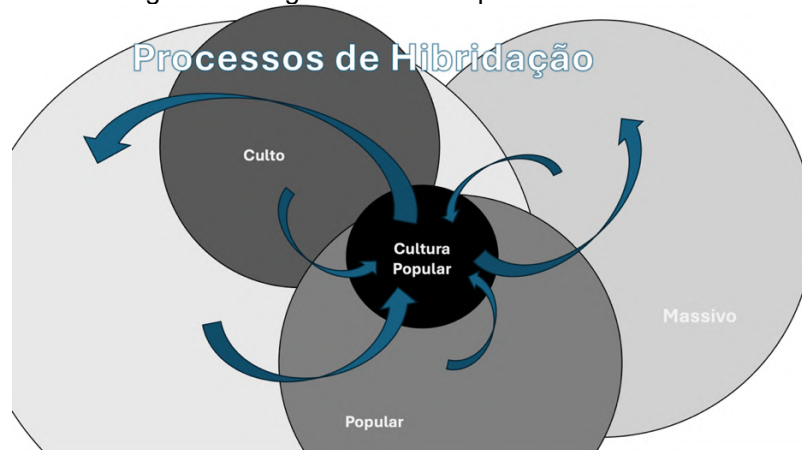 Processos de Hibridação
Culto
Cultura
Popular
Massivo
Popular